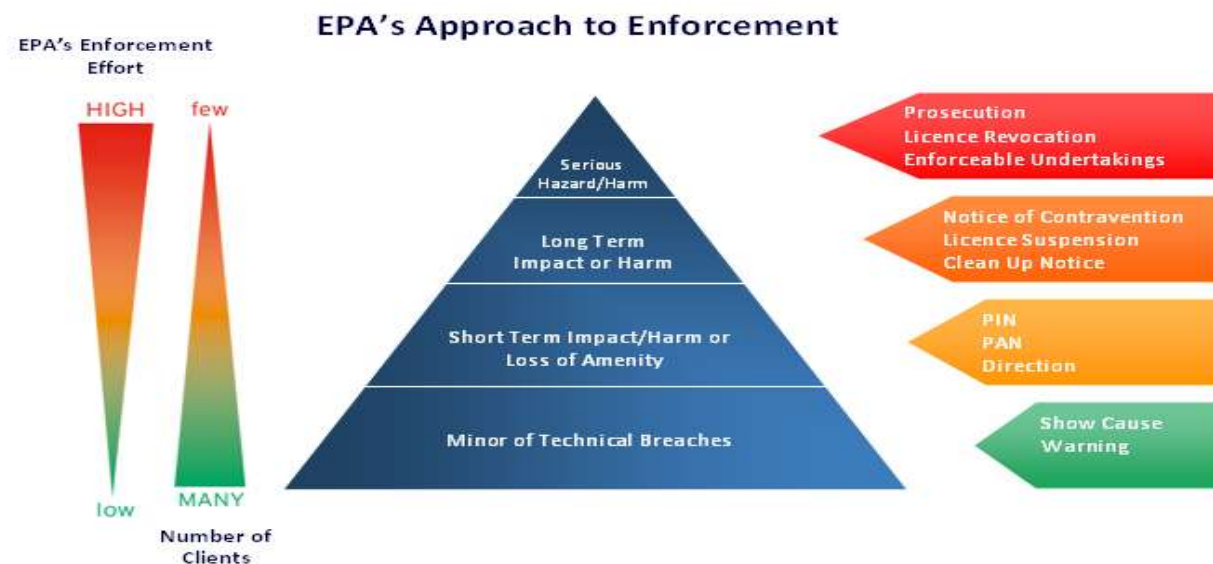 EPA's Approach to Enforcement
EPA's Enforcement
Effort
HIGH
few
low
MANY
Number of
Clients
Serious
Hazard/Harm
Long Term
Impact or Harm
Short Term Impact/Harm or
Loss of Amenity
Minor of Technical Breaches
Prosecution
Licence Revocation
Enforceable Undertakings
Notice of Contravention
Licence Suspension
Clean Up Notice
PIN
PAN
Direction
Show Cause
Warning